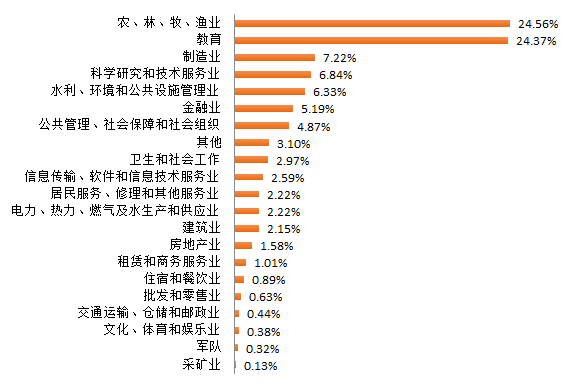 农、林、牧、渔业 24.56%
教育 24.37%
制造业 7.22%
科学研究和技术服务业 6.84%
水利、环境和公共设施管理业 6.33%
金融业 5.19%
公共管理、社会保障和社会组织 4.87%
其他 3.10%
卫生和社会工作 2.97%
信息传输、软件和信息技术服务业 2.59%
居民服务、修理和其他服务业 2.22%
电力、热力、燃气及水生产和供应业 2.22%
建筑业 2.15%
房地产业 1.58%
租赁和商务服务业 1.01%
住宿和餐饮业 0.89%
批发和零售业 0.63%
交通运输、仓储和邮政业 0.44%
文化、体育和娱乐业 0.38%
军队 0.32%
采矿业 0.13%